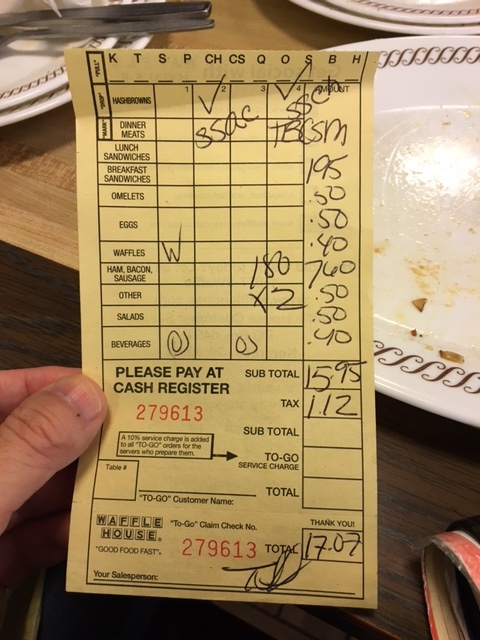 K T S P CH CS Q O S B H
"PULL"
"DROP" HASHBROWNS 1 2 3 4 AMOUNT
"MARK" DINNER MEATS
LUNCH SANDWICHES
BREAKFAST SANDWICHES 195
OMELETS .50
EGGS .50
.40
WAFFLES W
HAM, BACON, SAUSAGE 180 760
OTHER X2 .50
SALADS .50
BEVERAGES .40
PLEASE PAY AT SUB TOTAL 15.95
CASH REGISTER
TAX 1.12
279613
SUB TOTAL
A 10% service charge is added
to all "TO-GO" orders for the
servers who prepare them.
TO-GO
SERVICE CHARGE
Table #
TOTAL
"TO-GO" Customer Name:
WAFFLE HOUSE® "To-Go" Claim Check No. THANK YOU!
"GOOD FOOD FAST". 279613 TOTAL 17.07
Your Salesperson: